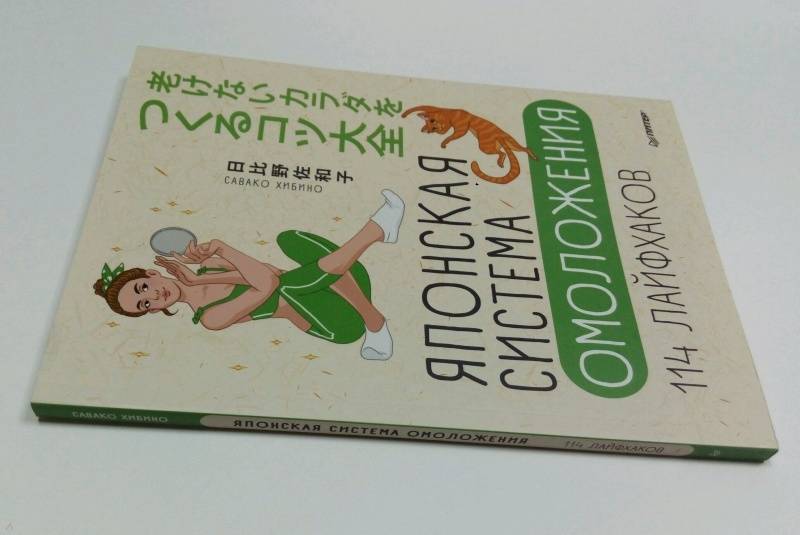 老けないカラダを
つくるコツ大全
日比野佐和子
САВАКО ХИБИНО
ЯПОНСКАЯ
СИСТЕМА
ОМОЛОЖЕНИЯ
114 ЛАЙФХАКОВ
ПИТЕР
САВАКО ХИБИНО ЯПОНСКАЯ СИСТЕМА ОМОЛОЖЕНИЯ 114 ЛАЙФХАКОВ